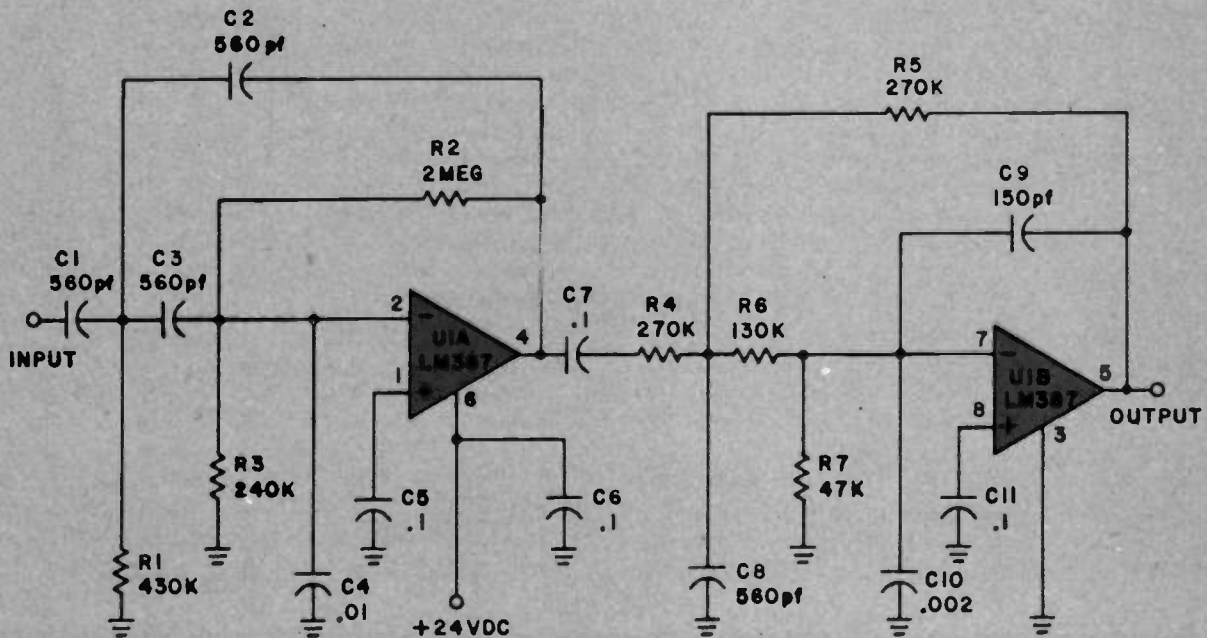 C2
560pf
R5
270K
R2
2MEG
C9
150pf
C1
560pf
C3
560pf
INPUT
2
-
U1A
LM387
4
1
+
6
C7
.1
R4
270K
R6
130K
7
-
U1B
LM387
5
8
+
3
OUTPUT
R3
240K
C5
.1
C6
.1
R7
47K
C11
.1
R1
430K
C4
.01
+24VDC
C8
560pf
C10
.002